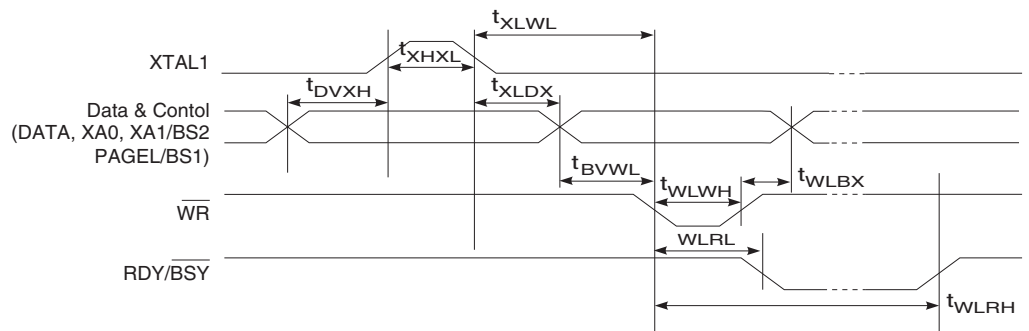 tXLWL
XTAL1
tXHXL
tDVXH
tXLDX
Data & Contol
(DATA, XA0, XA1/BS2
PAGEL/BS1)
tBVWL
tWLWH
tWLBX
WR
WLRL
RDY/BSY
tWLRH